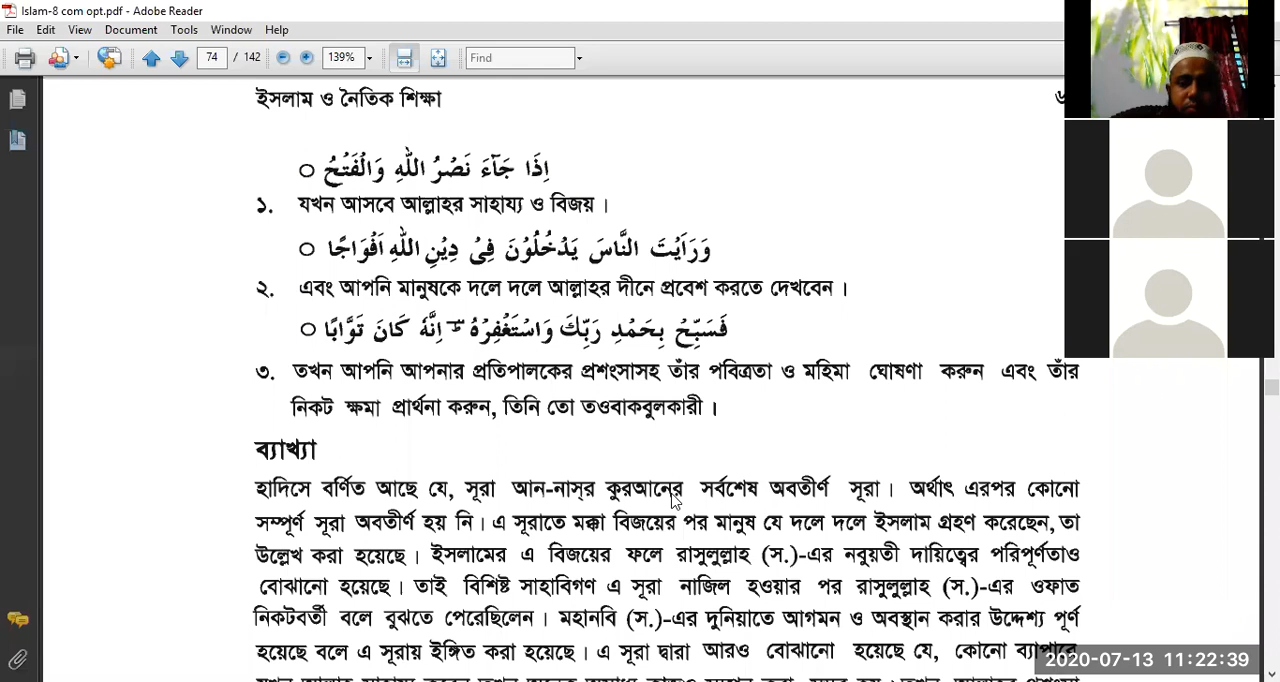 Islam-8 com opt.pdf - Adobe Reader
File Edit View Document Tools Window Help
74 / 142 139% Find
ইসলাম ও নৈতিক শিক্ষা
اِذَا جَآءَ نَصْرُ اللّٰهِ وَالْفَتْحُ ○
১. যখন আসবে আল্লাহর সাহায্য ও বিজয়।
وَرَاَيْتَ النَّاسَ يَدْخُلُوْنَ فِىْ دِيْنِ اللّٰهِ اَفْوَاجًا ○
২. এবং আপনি মানুষকে দলে দলে আল্লাহর দীনে প্রবেশ করতে দেখবেন।
فَسَبِّحْ بِحَمْدِ رَبِّكَ وَاسْتَغْفِرْهُ ؕ اِنَّهٗ كَانَ تَوَّابًا ○
৩. তখন আপনি আপনার প্রতিপালকের প্রশংসাসহ তাঁর পবিত্রতা ও মহিমা ঘোষণা করুন এবং তাঁর
নিকট ক্ষমা প্রার্থনা করুন, তিনি তো তওবাকবুলকারী।
ব্যাখ্যা
হাদিসে বর্ণিত আছে যে, সূরা আন-নাস্‌র কুরআনের সর্বশেষ অবতীর্ণ সূরা। অর্থাৎ এরপর কোনো
সম্পূর্ণ সূরা অবতীর্ণ হয় নি। এ সূরাতে মক্কা বিজয়ের পর মানুষ যে দলে দলে ইসলাম গ্রহণ করেছেন, তা
উল্লেখ করা হয়েছে। ইসলামের এ বিজয়ের ফলে রাসুলুল্লাহ (স.)-এর নবুয়তী দায়িত্বের পরিপূর্ণতাও
বোঝানো হয়েছে। তাই বিশিষ্ট সাহাবিগণ এ সূরা নাজিল হওয়ার পর রাসুলুল্লাহ (স.)-এর ওফাত
নিকটবর্তী বলে বুঝতে পেরেছিলেন। মহানবি (স.)-এর দুনিয়াতে আগমন ও অবস্থান করার উদ্দেশ্য পূর্ণ
হয়েছে বলে এ সূরায় ইঙ্গিত করা হয়েছে। এ সূরা দ্বারা আরও বোঝানো হয়েছে যে, কোনো ব্যাপারে
2020-07-13 11:22:39